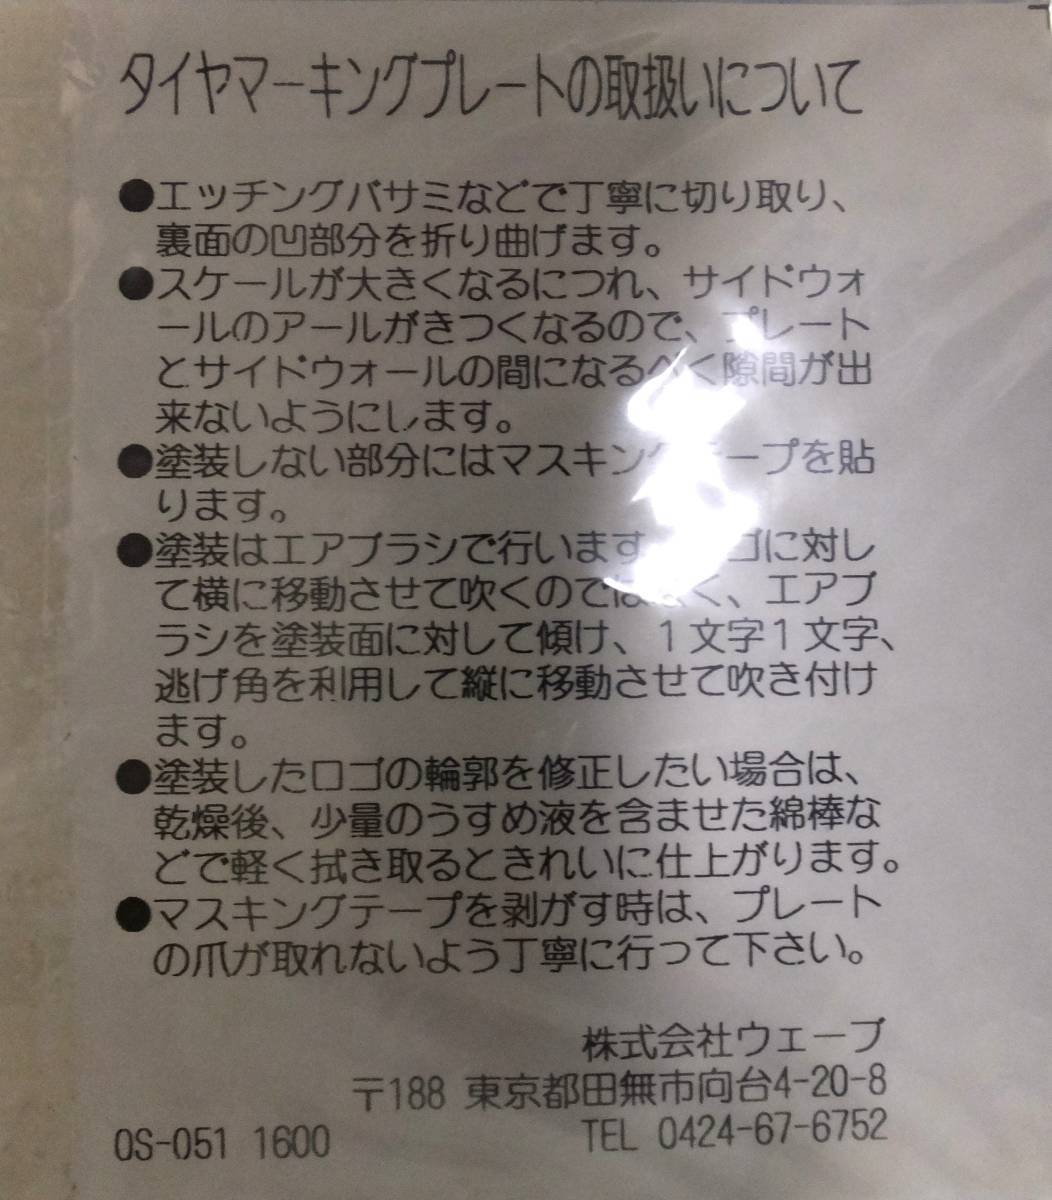 タイヤマーキングプレートの取扱いについて
●エッチングバサミなどで丁寧に切り取り、
裏面の凹部分を折り曲げます。
●スケールが大きくなるにつれ、サイドウォ
ールのアールがきつくなるので、プレート
とサイドウォールの間になるべく隙間が出
来ないようにします。
●塗装しない部分にはマスキングテープを貼
ります。
●塗装はエアブラシで行います ゴに対し
て横に移動させて吹くのではなく、エアブ
ラシを塗装面に対して傾け、1文字1文字、
逃げ角を利用して縦に移動させて吹き付け
ます。
●塗装したロゴの輪郭を修正したい場合は、
乾燥後、少量のうすめ液を含ませた綿棒な
どで軽く拭き取るときれいに仕上がります。
●マスキングテープを剥がす時は、プレート
の爪が取れないよう丁寧に行って下さい。
株式会社ウェーブ
〒188 東京都田無市向台4-20-8
OS-051 1600 TEL 0424-67-6752